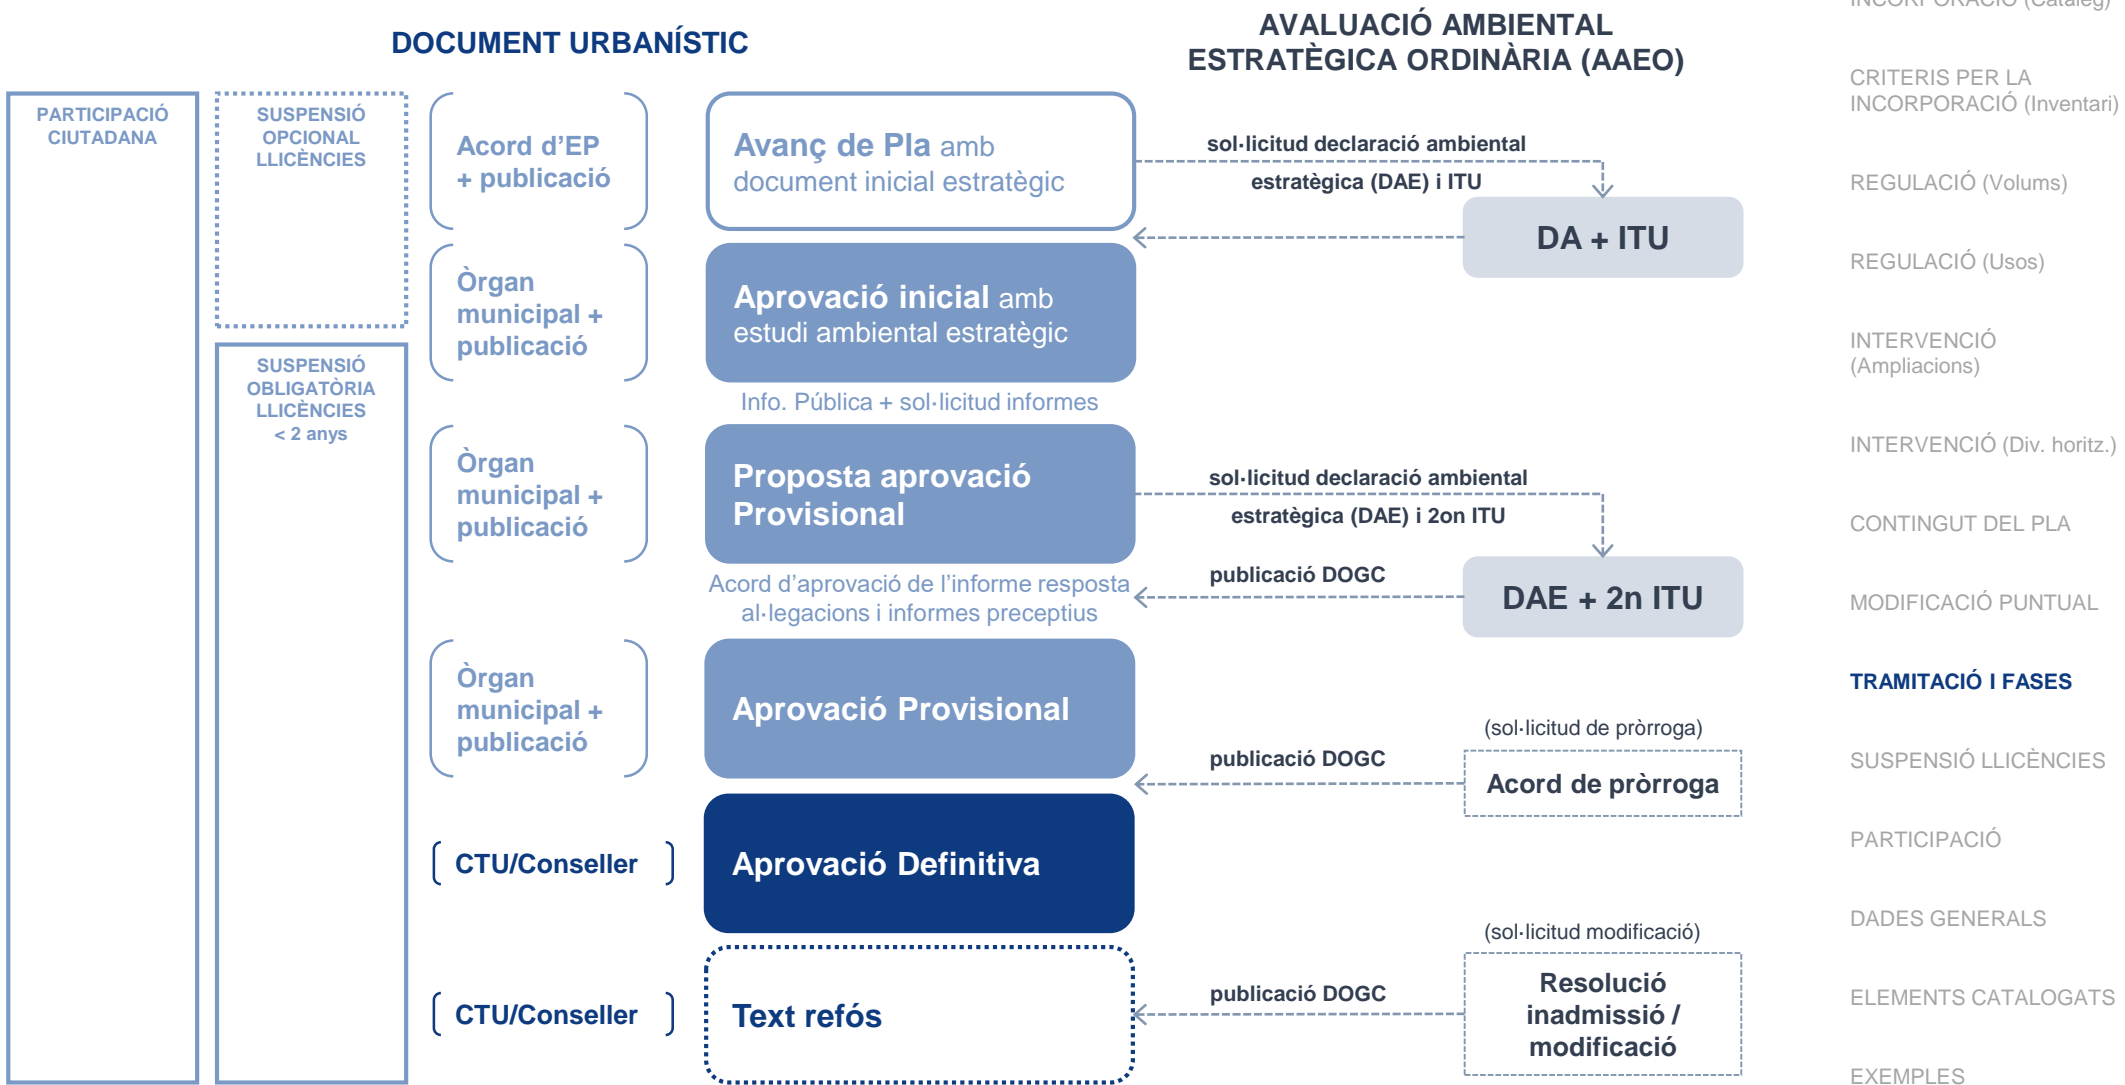 DOCUMENT URBANÍSTIC
AVALUACIÓ AMBIENTAL
ESTRATÈGICA ORDINÀRIA (AAEO)
PARTICIPACIÓ
CIUTADANA
SUSPENSIÓ
OPCIONAL
LLICÈNCIES
SUSPENSIÓ
OBLIGATÒRIA
LLICÈNCIES
< 2 anys
Acord d'EP
+ publicació
Avanç de Pla amb
document inicial estratègic
sol·licitud declaració ambiental
estratègica (DAE) i ITU
DA + ITU
Òrgan
municipal +
publicació
Aprovació inicial amb
estudi ambiental estratègic
Info. Pública + sol·licitud informes
Òrgan
municipal +
publicació
Proposta aprovació
Provisional
sol·licitud declaració ambiental
estratègica (DAE) i 2on ITU
publicació DOGC
DAE + 2n ITU
Acord d'aprovació de l'informe resposta
al·legacions i informes preceptius
Òrgan
municipal +
publicació
Aprovació Provisional
(sol·licitud de pròrroga)
publicació DOGC
Acord de pròrroga
CTU/Conseller
Aprovació Definitiva
(sol·licitud modificació)
CTU/Conseller
Text refós
publicació DOGC
Resolució
inadmissió /
modificació
INCORPORACIÓ (Catàleg)
CRITERIS PER LA
INCORPORACIÓ (Inventari)
REGULACIÓ (Volums)
REGULACIÓ (Usos)
INTERVENCIÓ
(Ampliacions)
INTERVENCIÓ (Div. horitz.)
CONTINGUT DEL PLA
MODIFICACIÓ PUNTUAL
TRAMITACIÓ I FASES
SUSPENSIÓ LLICÈNCIES
PARTICIPACIÓ
DADES GENERALS
ELEMENTS CATALOGATS
EXEMPLES